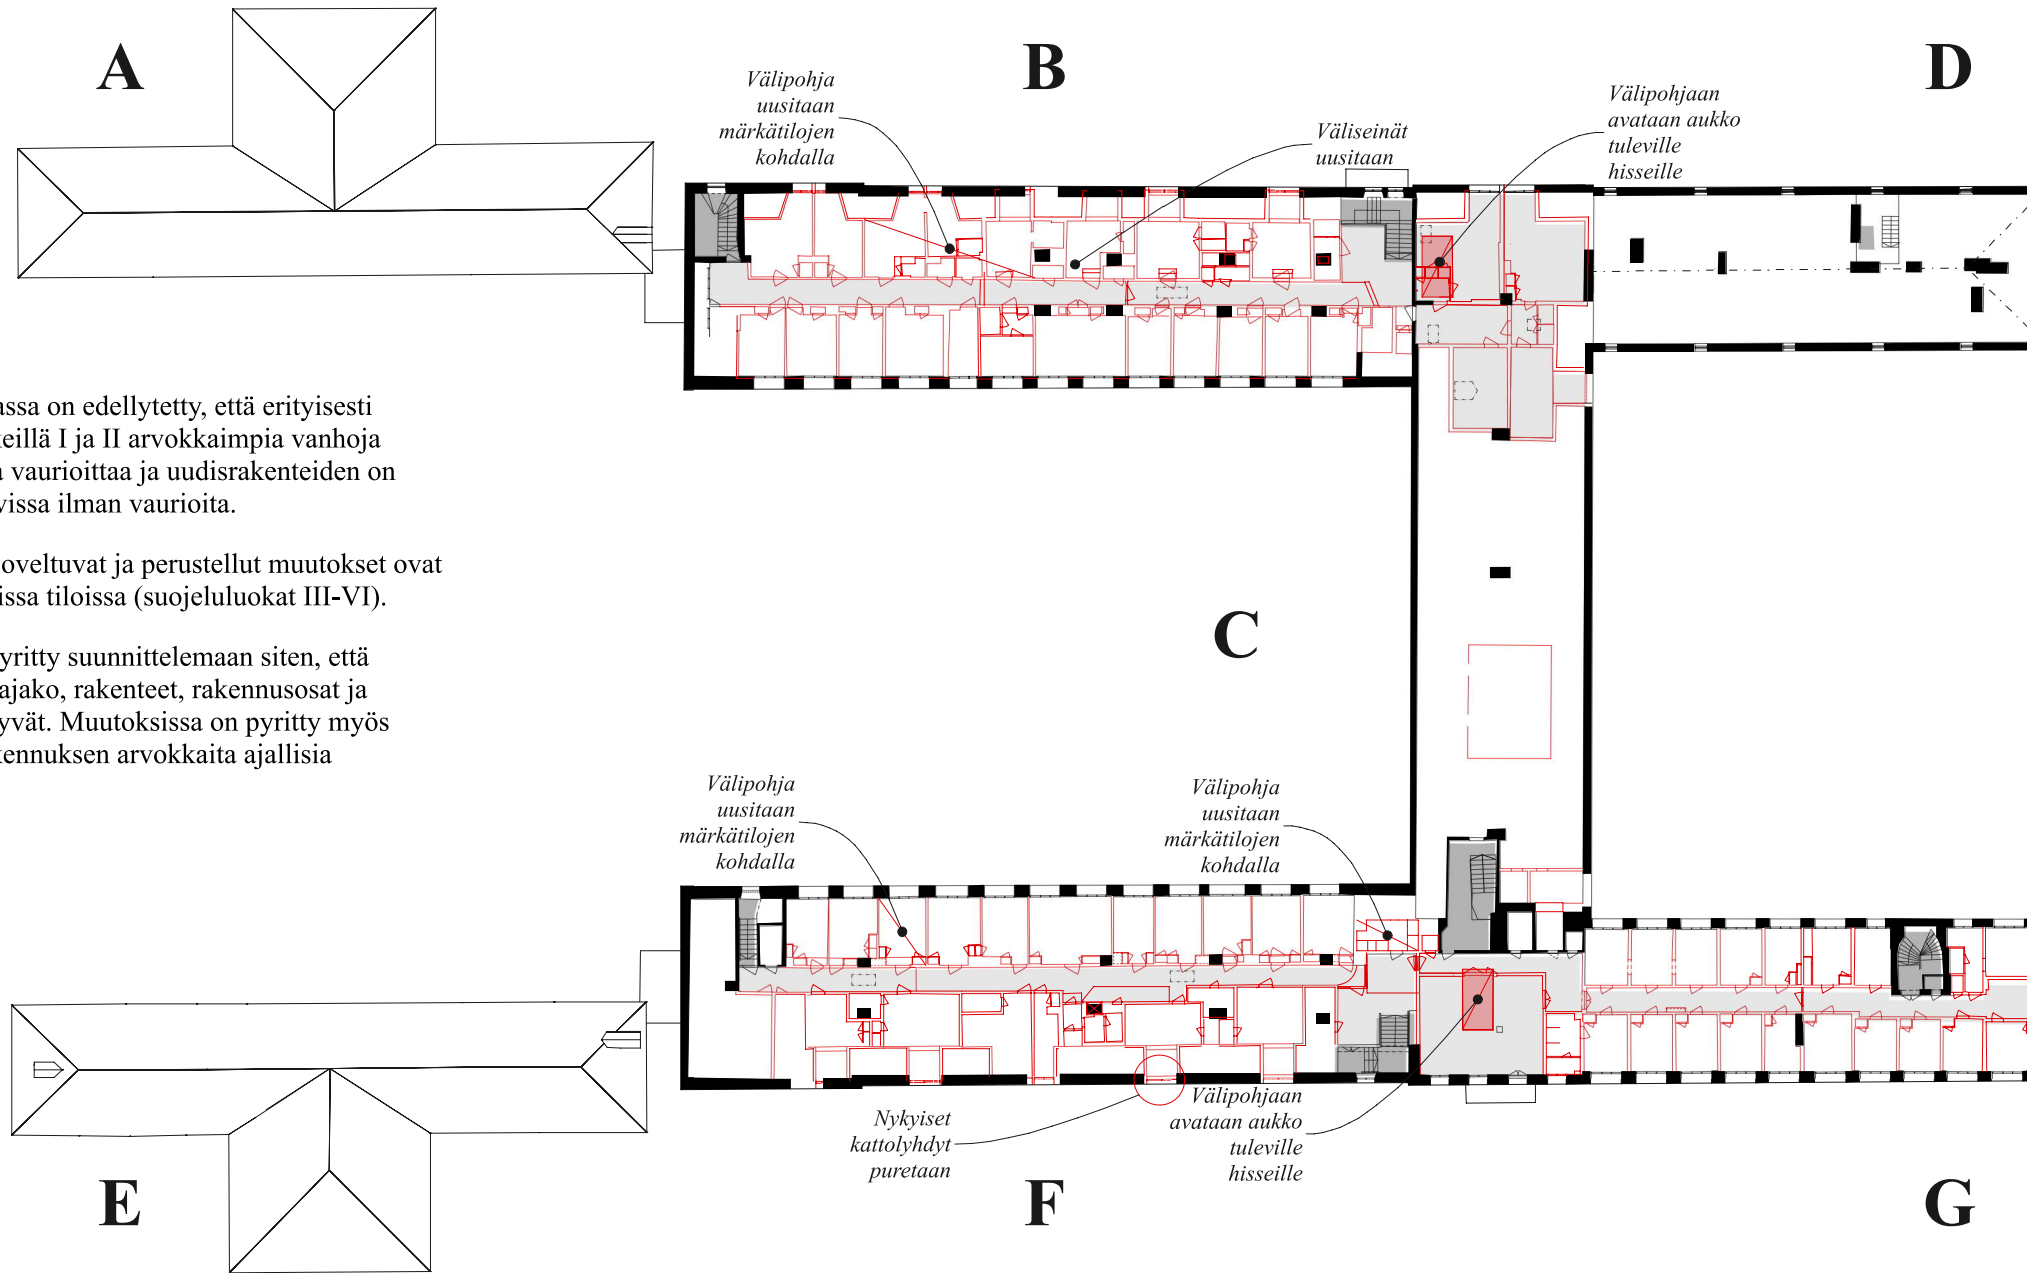 A
B
D
Välipohja
uusitaan
märkätilojen
kohdalla
Väliseinät
uusitaan
Välipohjaan
avataan aukko
tuleville
hisseille
assa on edellytetty, että erityisesti
keillä I ja II arvokkaimpia vanhoja
a vaurioittaa ja uudisrakenteiden on
vissa ilman vaurioita.
oveltuvat ja perustellut muutokset ovat
issa tiloissa (suojeluluokat III-VI).
yritty suunnittelemaan siten, että
ajako, rakenteet, rakennusosat ja
yvät. Muutoksissa on pyritty myös
kennuksen arvokkaita ajallisia
C
Välipohja
uusitaan
märkätilojen
kohdalla
Välipohja
uusitaan
märkätilojen
kohdalla
Nykyiset
kattolyhdyt
puretaan
Välipohjaan
avataan aukko
tuleville
hisseille
E
F
G